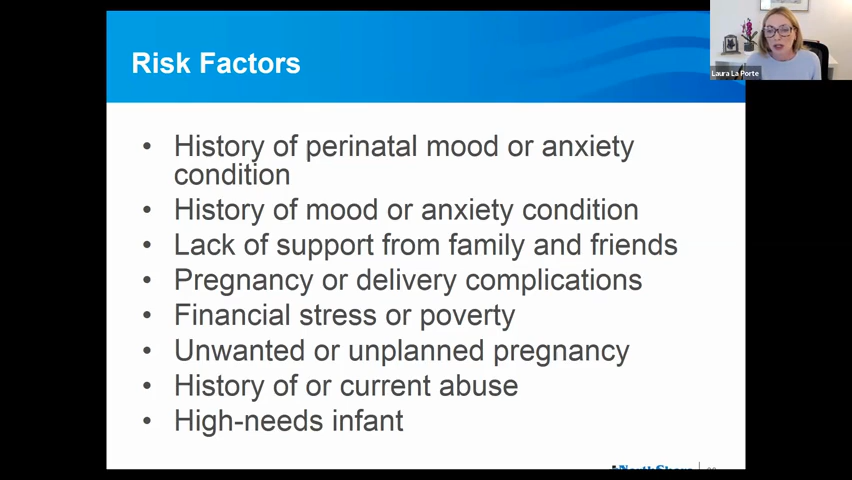 Risk Factors
Laura La Porte
• History of perinatal mood or anxiety
condition
• History of mood or anxiety condition
• Lack of support from family and friends
• Pregnancy or delivery complications
• Financial stress or poverty
• Unwanted or unplanned pregnancy
• History of or current abuse
• High-needs infant